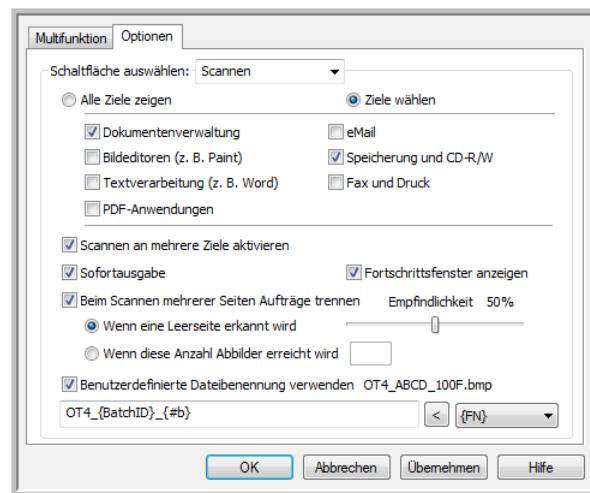 Multifunktion Optionen
Schaltfläche auswählen: Scannen
Alle Ziele zeigen Ziele wählen
Dokumentenverwaltung eMail
Bildeditoren (z. B. Paint) Speicherung und CD-R/W
Textverarbeitung (z. B. Word) Fax und Druck
PDF-Anwendungen
Scannen an mehrere Ziele aktivieren
Sofortausgabe Fortschrittsfenster anzeigen
Beim Scannen mehrerer Seiten Aufträge trennen Empfindlichkeit 50%
Wenn eine Leerseite erkannt wird
Wenn diese Anzahl Abbilder erreicht wird
Benutzerdefinierte Dateibenennung verwenden OT4_ABCD_100F.bmp
OT4_{BatchID}_{#b} < {FN}
OK Abbrechen Übernehmen Hilfe